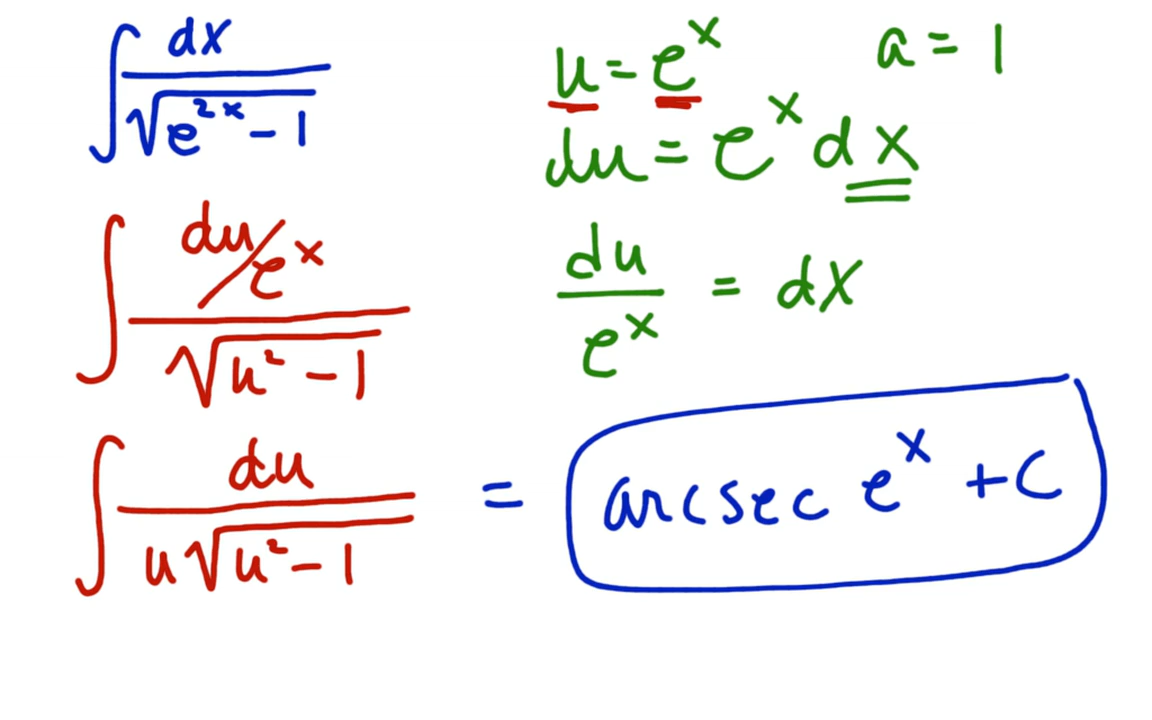 ∫ dx / √(e^{2x} - 1)
u = e^x    a = 1
du = e^x dx
∫ (du/e^x) / √(u² - 1)
du / e^x = dx
∫ du / (u√(u² - 1)) = arcsec e^x + C